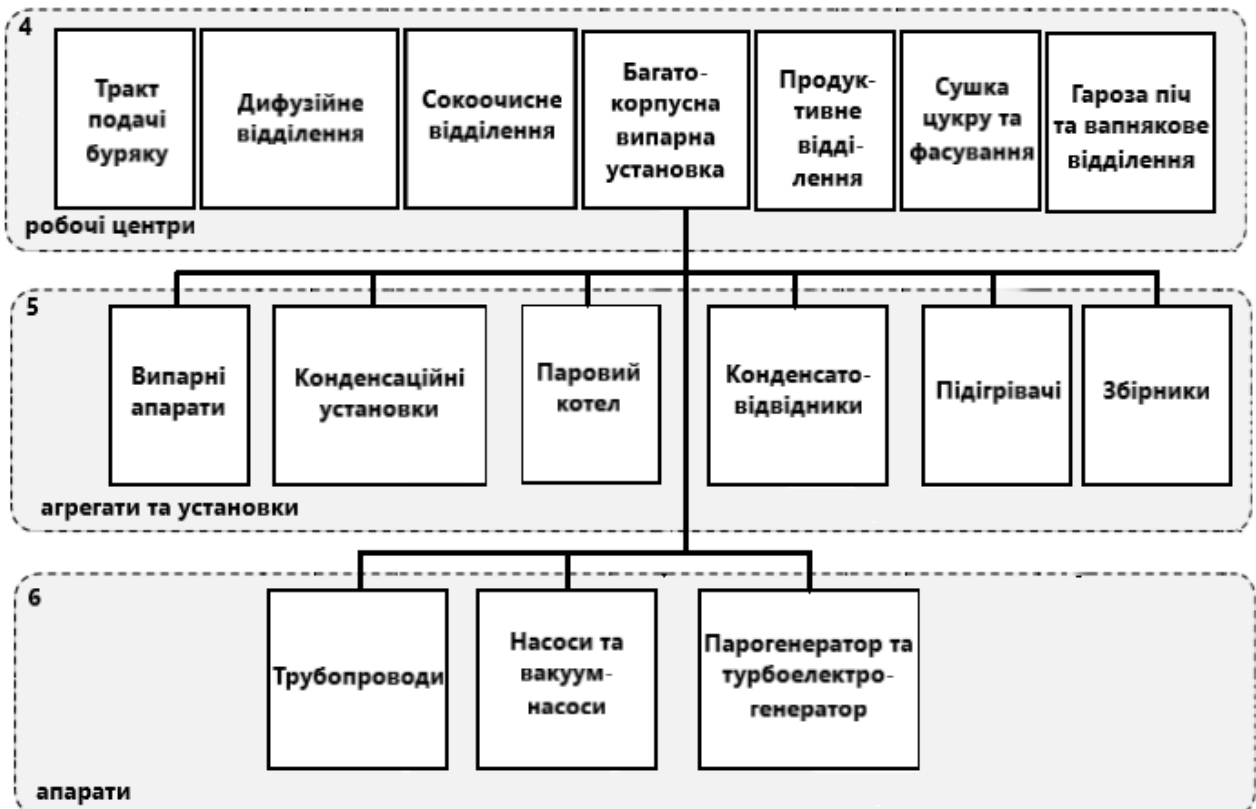 4
Тракт
подачі
буряку
Дифузійне
відділення
Сокоочисне
відділення
Багато-
корпусна
випарна
установка
Продук-
тивне
відді-
лення
Сушка
цукру та
фасування
Гароза піч
та вапнякове
відділення
робочі центри
5
Випарні
апарати
Конденсаційні
установки
Паровий
котел
Конденсато-
відвідники
Підігрівачі
Збірники
агрегати та установки
6
Трубопроводи
Насоси та
вакуум-
насоси
Парогенератор та
турбоелектро-
генератор
апарати